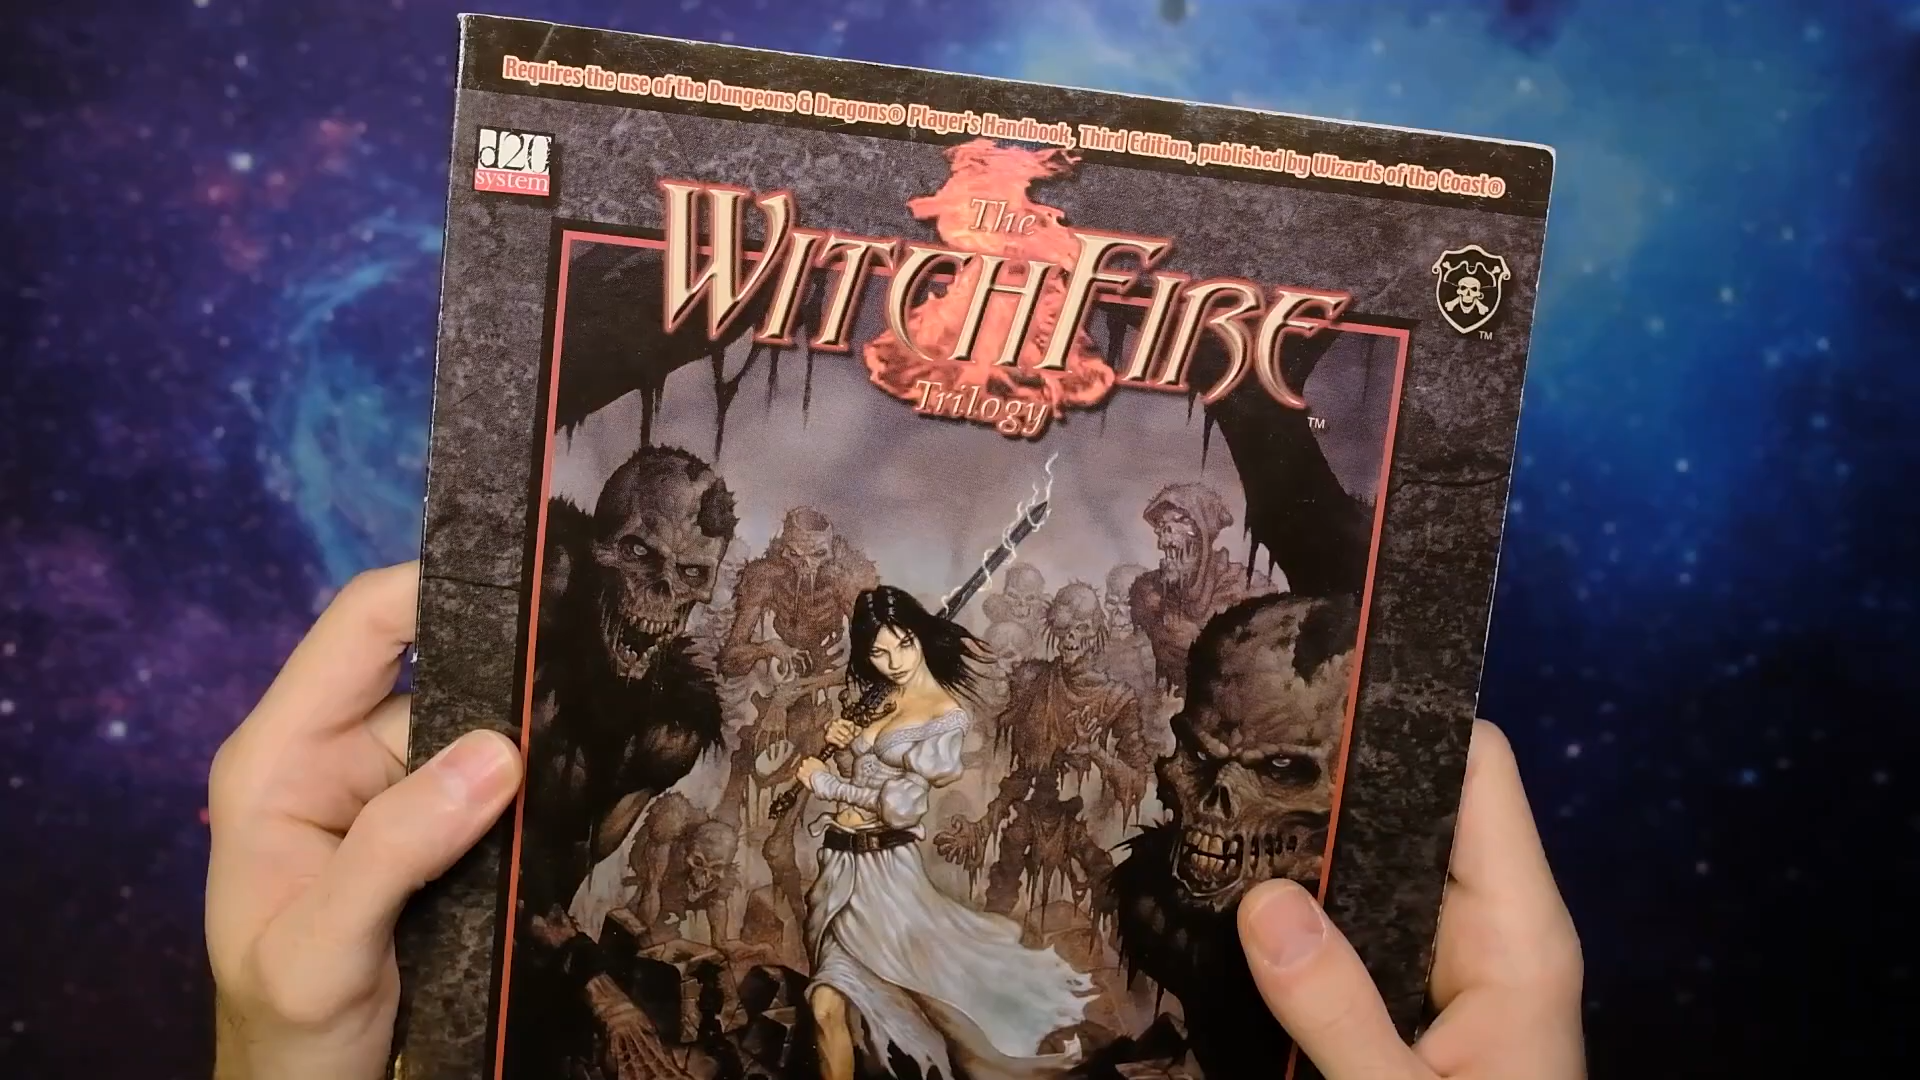 Requires the use of the Dungeons & Dragons® Player's Handbook, Third Edition, published by Wizards of the Coast®
d20
system
The
WITCHFIRE
Trilogy
™
™